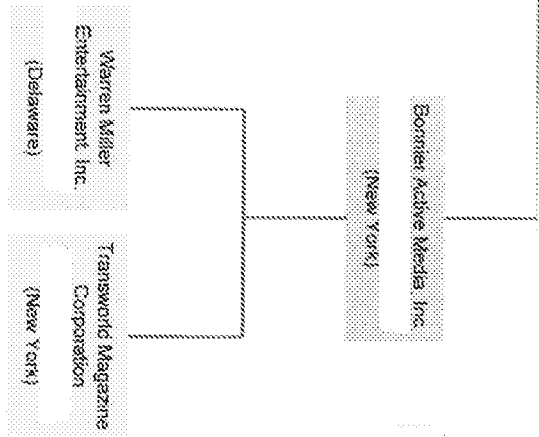 Bonnier Active Media, Inc.
(New York)
Warren Miller
Entertainment, Inc.
(Delaware)
Transworld Magazine
Corporation
(New York)